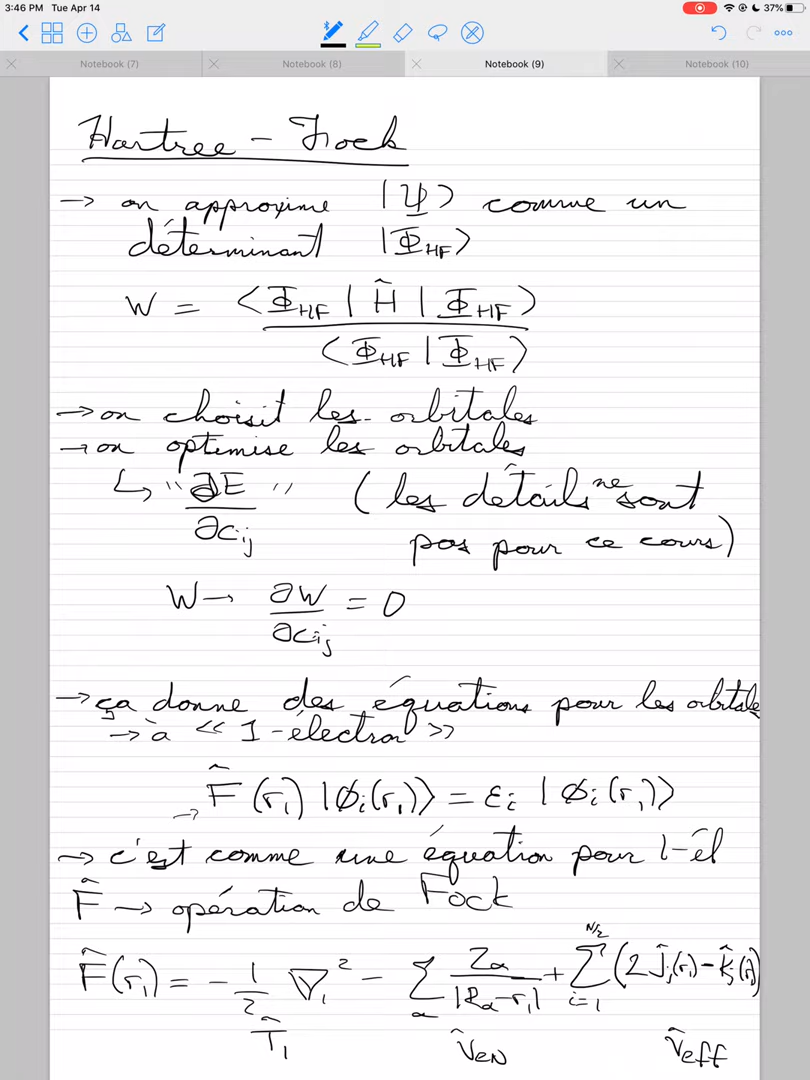 3:46 PM Tue Apr 14
37%
Notebook (7)
Notebook (8)
Notebook (9)
Notebook (10)
Hartree - Fock
→ on approxime |Ψ⟩ comme un
déterminant |Φ_HF⟩
W = ⟨Φ_HF | Ĥ | Φ_HF⟩
⟨Φ_HF | Φ_HF⟩
→ on choisit les orbitales
→ on optimise les orbitales
↳ "∂E/∂c_ij" (les détails ne sont
pas pour ce cours)
W → ∂W/∂c_ij = 0
→ ça donne des équations pour les orbitales
→ à << 1-électron >>
→ F̂(r₁) |ϕ_i(r₁)⟩ = ε_i |ϕ_i(r₁)⟩
→ c'est comme une équation pour 1-él
F̂ → opération de Fock
F̂(r₁) = -1/2 ∇₁² - Σ_α Z_α/|R_α-r₁| + Σ_{i=1}^{N/2} (2Ĵ_j(r₁) - K̂_j(r₁))
T̂₁ V̂_eN V̂_eff